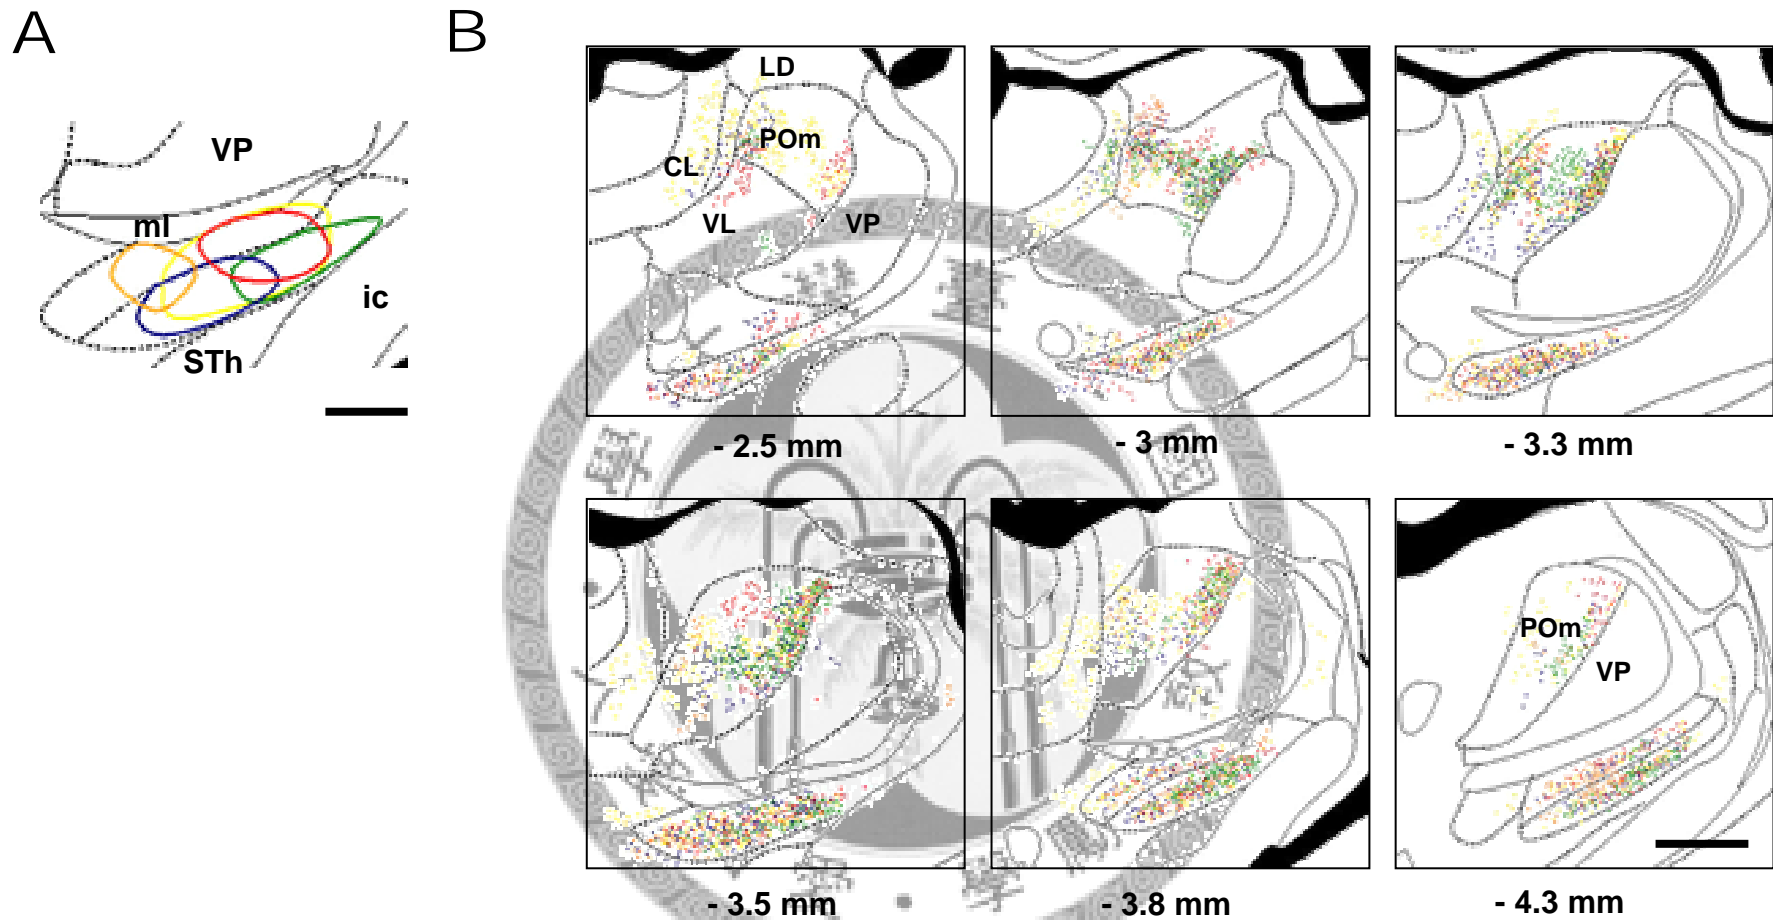 A
B
VP
ml
ic
STh
LD
POm
CL
VL
VP
- 2.5 mm
- 3 mm
- 3.3 mm
POm
VP
- 3.5 mm
- 3.8 mm
- 4.3 mm